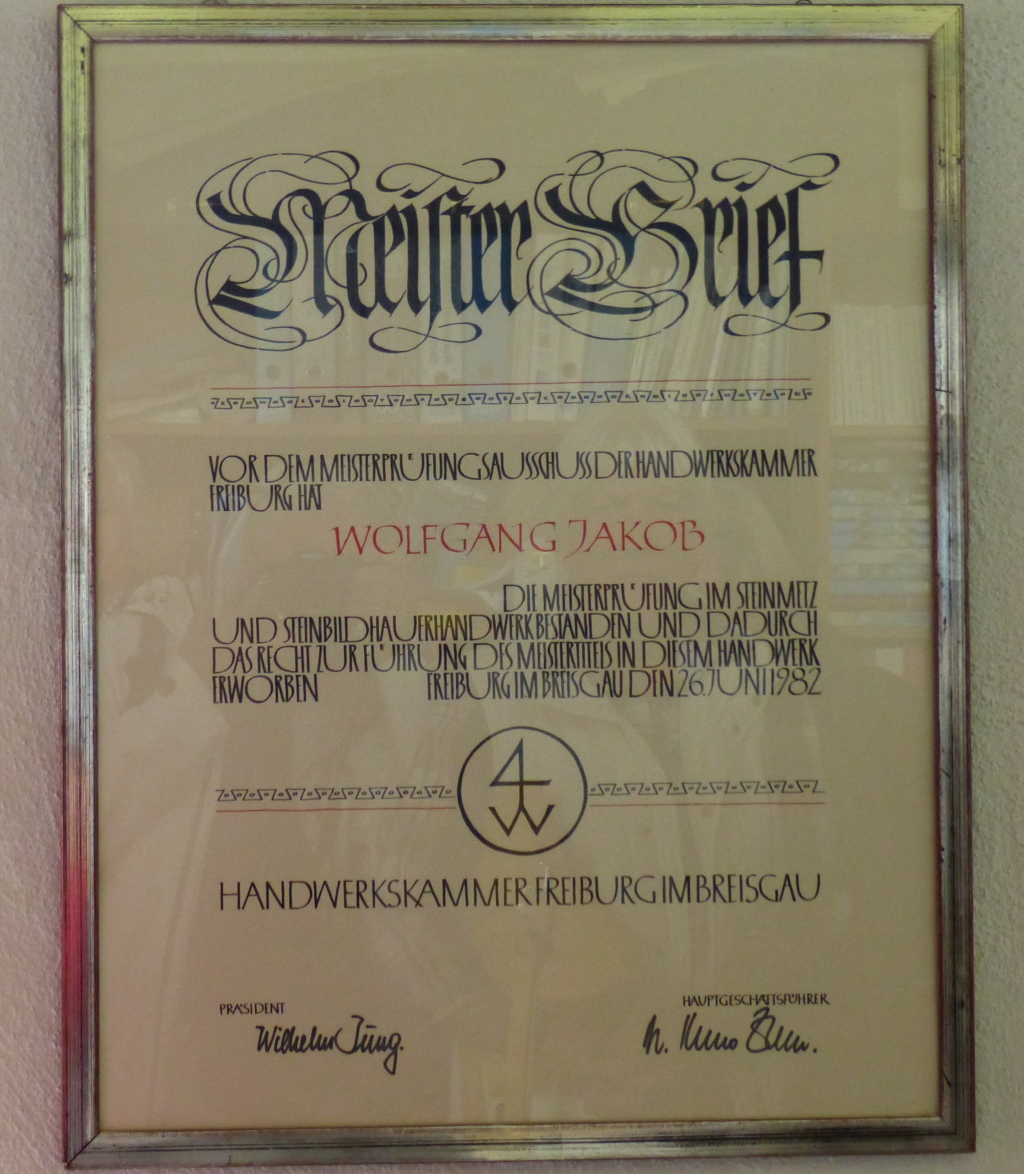 Meister Brief
VOR DEM MEISTERPRÜFUNGSAUSSCHUSS DER HANDWERKSKAMMER
FREIBURG HAT
WOLFGANG JAKOB
DIE MEISTERPRÜFUNG IM STEINMETZ
UND STEINBILDHAUERHANDWERK BESTANDEN UND DADURCH
DAS RECHT ZUR FÜHRUNG DES MEISTERTITELS IN DIESEM HANDWERK
ERWORBEN FREIBURG IM BREISGAU DEN 26. JUNI 1982
HANDWERKSKAMMER FREIBURG IM BREISGAU
PRÄSIDENT HAUPTGESCHÄFTSFÜHRER
Wilhelm Jung.